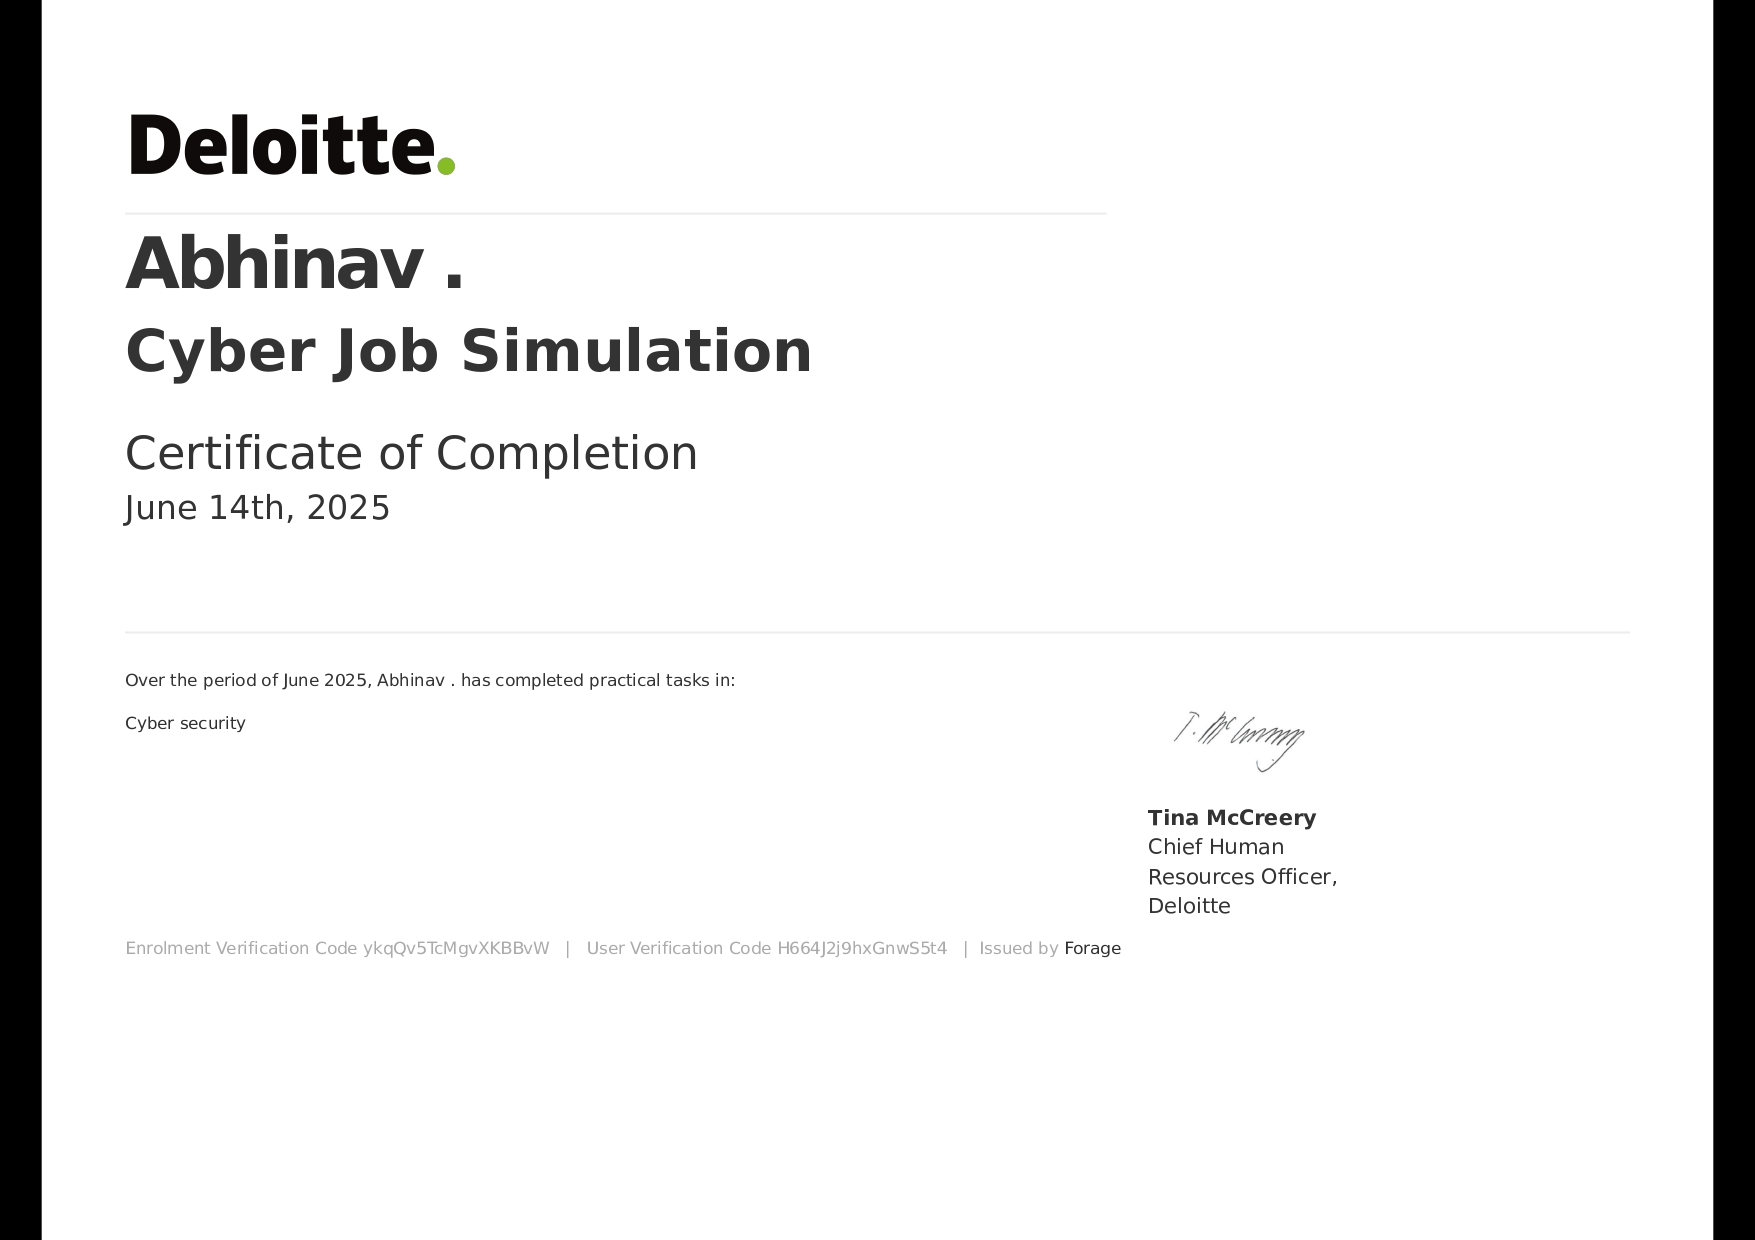 Deloitte.
Abhinav .
Cyber Job Simulation
Certificate of Completion
June 14th, 2025
Over the period of June 2025, Abhinav . has completed practical tasks in:
Cyber security
T. McCreery
Tina McCreery
Chief Human
Resources Officer,
Deloitte
Enrolment Verification Code ykqQv5TcMgvXKBBvW | User Verification Code H664J2j9hxGnwS5t4 | Issued by Forage